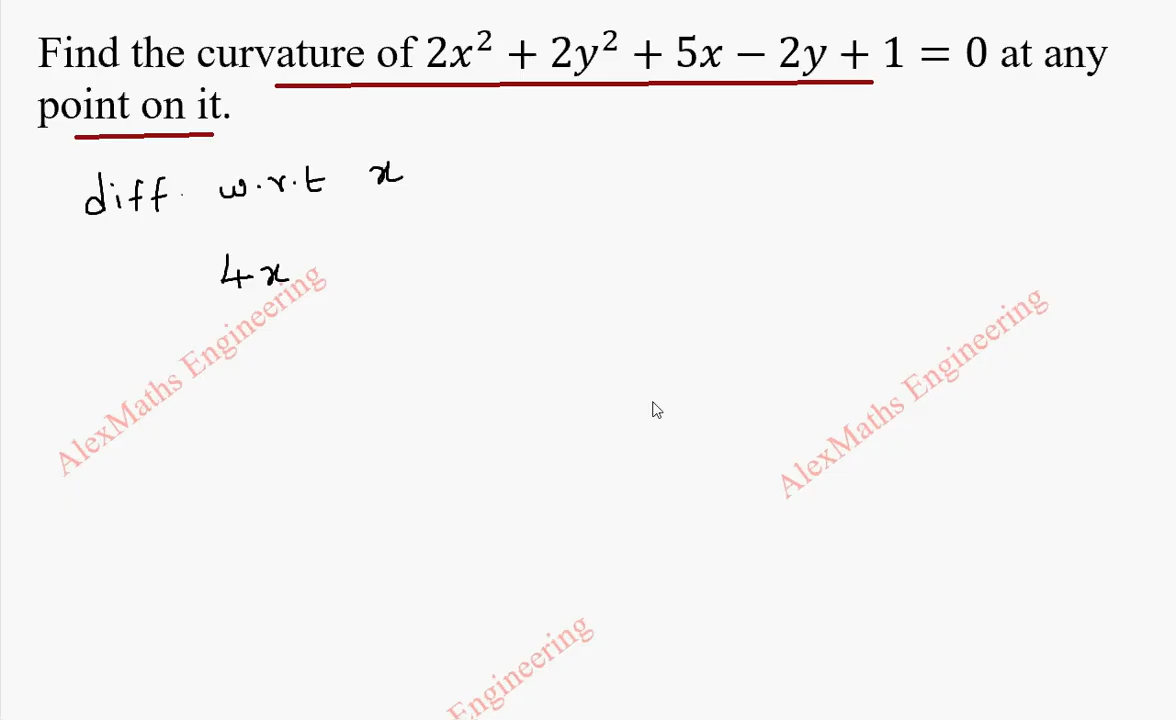 Find the curvature of 2x² + 2y² + 5x − 2y + 1 = 0 at any
point on it.
diff. w.r.t x
4x
AlexMaths Engineering
AlexMaths Engineering
Engineering